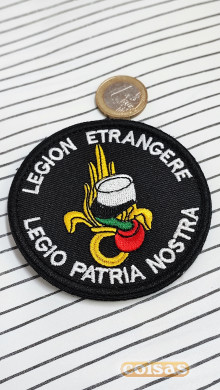 LEGION ETRANGERE
LEGIO PATRIA NOSTRA
coisas